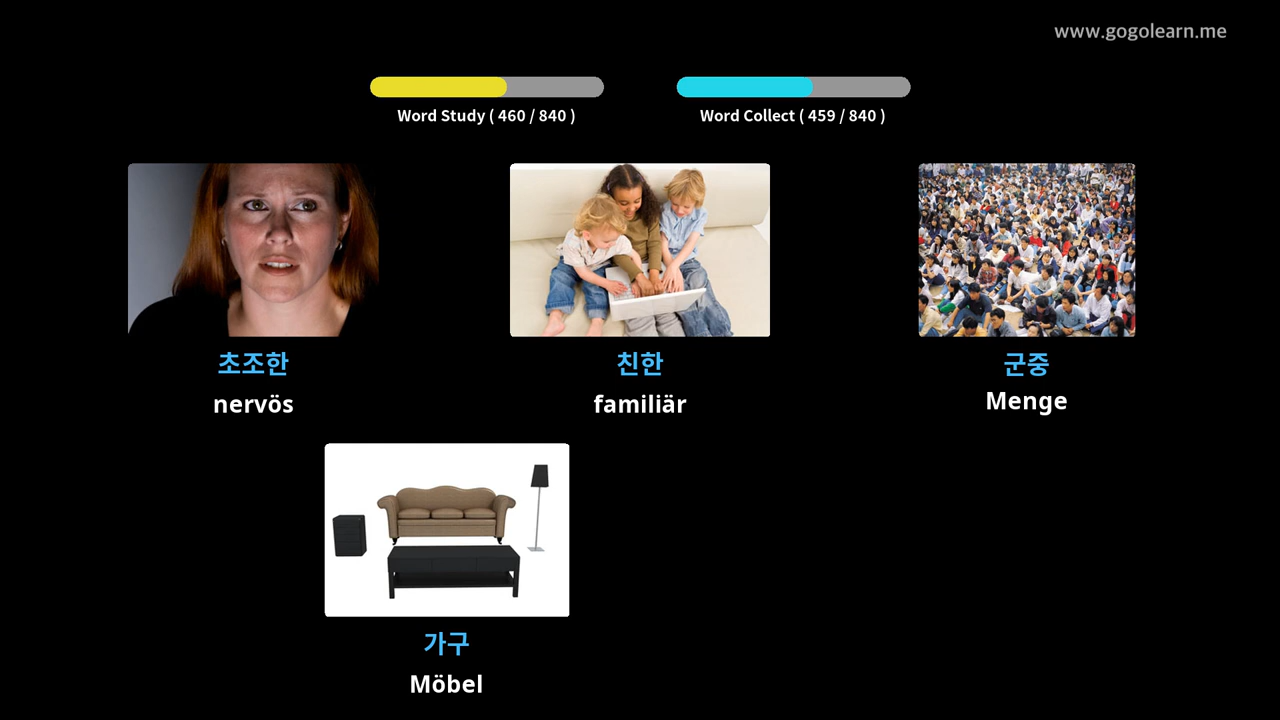 www.gogolearn.me
Word Study ( 460 / 840 )
Word Collect ( 459 / 840 )
초조한
nervös
친한
familiär
군중
Menge
가구
Möbel